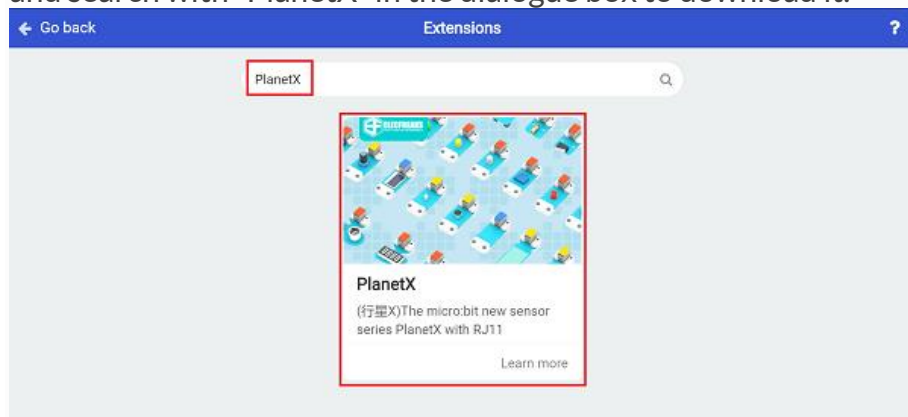 and search with "PlanetX" in the dialogue box to download it.
Go back
Extensions
?
PlanetX
ELECFREAKS
PlanetX
(行星X)The micro:bit new sensor
series PlanetX with RJ11
Learn more